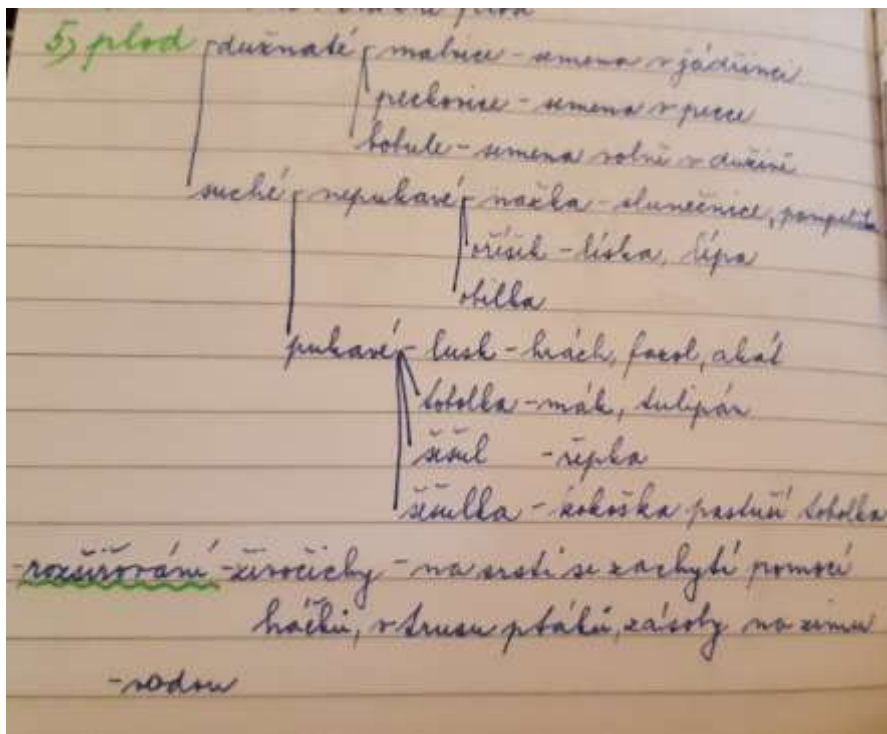 plod
5, plod dužnaté - malvice - semena v jádřinci
peckovice - semena v pecce
bobule - semena volně v dužině
suché - nepukavé - nažka - slunečnice, pampeliška
oříšek - líska, lípa
obilka
pukavé - lusk - hrách, fazol, akát
tobolka - mák, tulipán
šešul - řepka
šešulka - kokoška pastuší tobolka
- rozšiřování - živočichy - na srsti se zachytí pomocí
háčků, v trusu ptáků, zásoby na zimu
- vodou